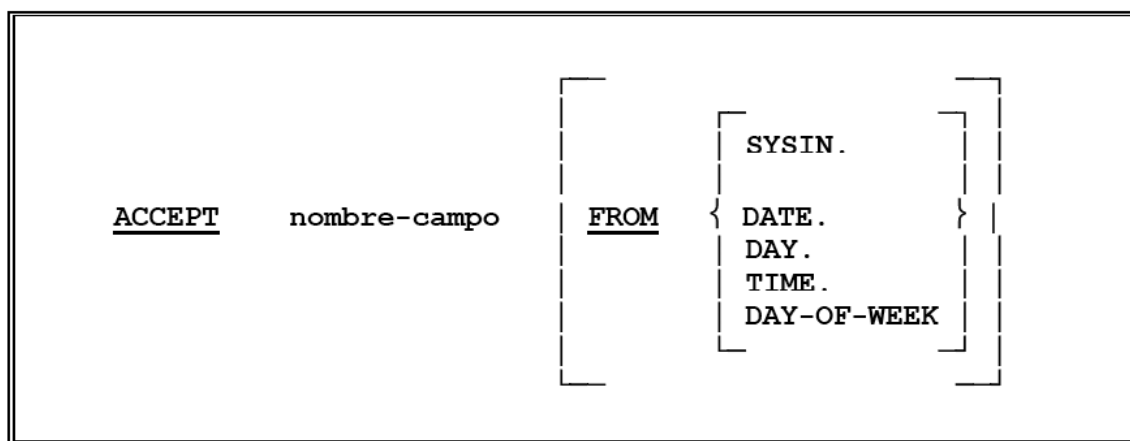 SYSIN.
ACCEPT nombre-campo [ FROM { DATE. } ]
DAY.
TIME.
DAY-OF-WEEK